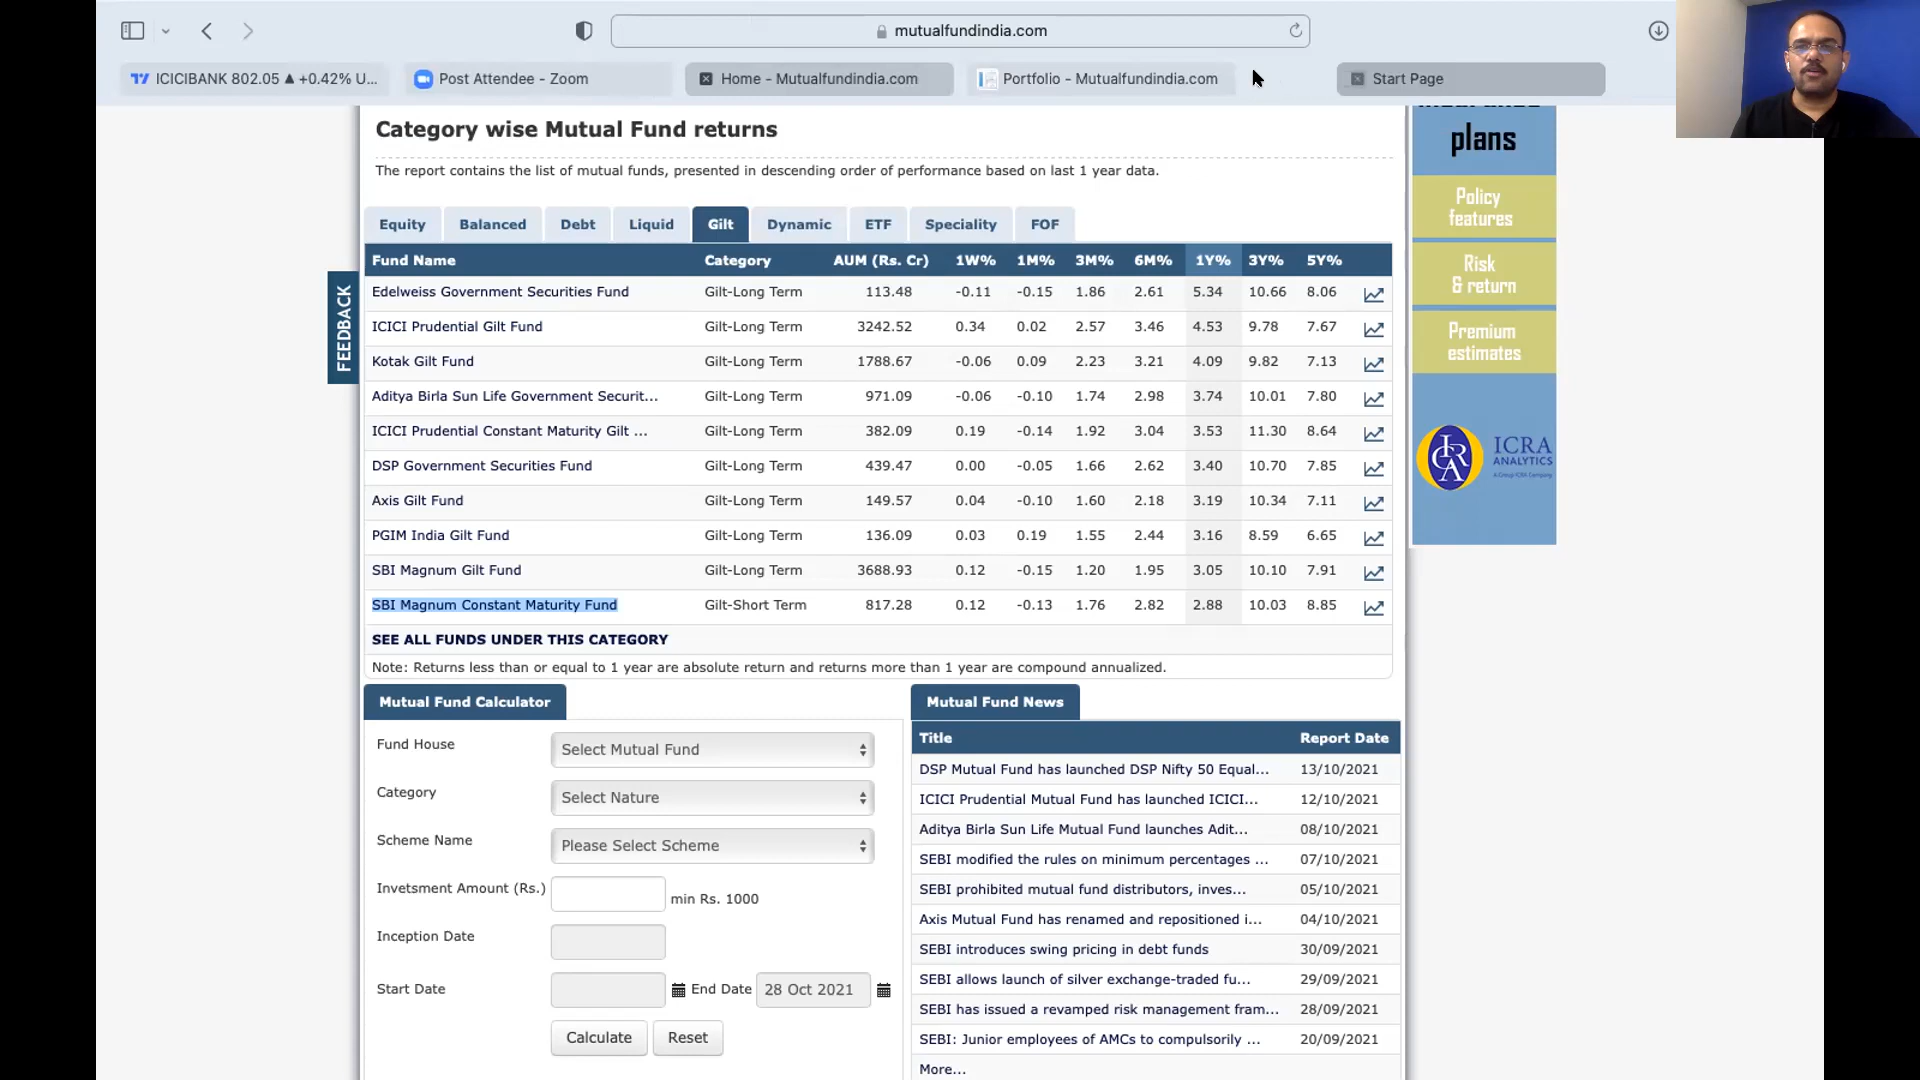 mutualfundindia.com
ICICIBANK 802.05 ▲ +0.42% U...
Post Attendee - Zoom
Home - Mutualfundindia.com
Portfolio - Mutualfundindia.com
Start Page
Category wise Mutual Fund returns
The report contains the list of mutual funds, presented in descending order of performance based on last 1 year data.
Equity Balanced Debt Liquid Gilt Dynamic ETF Speciality FOF
Fund Name Category AUM (Rs. Cr) 1W% 1M% 3M% 6M% 1Y% 3Y% 5Y%
Edelweiss Government Securities Fund Gilt-Long Term 113.48 -0.11 -0.15 1.86 2.61 5.34 10.66 8.06
ICICI Prudential Gilt Fund Gilt-Long Term 3242.52 0.34 0.02 2.57 3.46 4.53 9.78 7.67
Kotak Gilt Fund Gilt-Long Term 1788.67 -0.06 0.09 2.23 3.21 4.09 9.82 7.13
Aditya Birla Sun Life Government Securit... Gilt-Long Term 971.09 -0.06 -0.10 1.74 2.98 3.74 10.01 7.80
ICICI Prudential Constant Maturity Gilt ... Gilt-Long Term 382.09 0.19 -0.14 1.92 3.04 3.53 11.30 8.64
DSP Government Securities Fund Gilt-Long Term 439.47 0.00 -0.05 1.66 2.62 3.40 10.70 7.85
Axis Gilt Fund Gilt-Long Term 149.57 0.04 -0.10 1.60 2.18 3.19 10.34 7.11
PGIM India Gilt Fund Gilt-Long Term 136.09 0.03 0.19 1.55 2.44 3.16 8.59 6.65
SBI Magnum Gilt Fund Gilt-Long Term 3688.93 0.12 -0.15 1.20 1.95 3.05 10.10 7.91
SBI Magnum Constant Maturity Fund Gilt-Short Term 817.28 0.12 -0.13 1.76 2.82 2.88 10.03 8.85
SEE ALL FUNDS UNDER THIS CATEGORY
Note: Returns less than or equal to 1 year are absolute return and returns more than 1 year are compound annualized.
FEEDBACK
plans
Policy
features
Risk
& return
Premium
estimates
ICRA
ICRA
ANALYTICS
Mutual Fund Calculator
Fund House Select Mutual Fund
Category Select Nature
Scheme Name Please Select Scheme
Invetsment Amount (Rs.) min Rs. 1000
Inception Date
Start Date End Date 28 Oct 2021
Calculate Reset
Mutual Fund News
Title Report Date
DSP Mutual Fund has launched DSP Nifty 50 Equal... 13/10/2021
ICICI Prudential Mutual Fund has launched ICICI... 12/10/2021
Aditya Birla Sun Life Mutual Fund launches Adit... 08/10/2021
SEBI modified the rules on minimum percentages ... 07/10/2021
SEBI prohibited mutual fund distributors, inves... 05/10/2021
Axis Mutual Fund has renamed and repositioned i... 04/10/2021
SEBI introduces swing pricing in debt funds 30/09/2021
SEBI allows launch of silver exchange-traded fu... 29/09/2021
SEBI has issued a revamped risk management fram... 28/09/2021
SEBI: Junior employees of AMCs to compulsorily ... 20/09/2021
More...